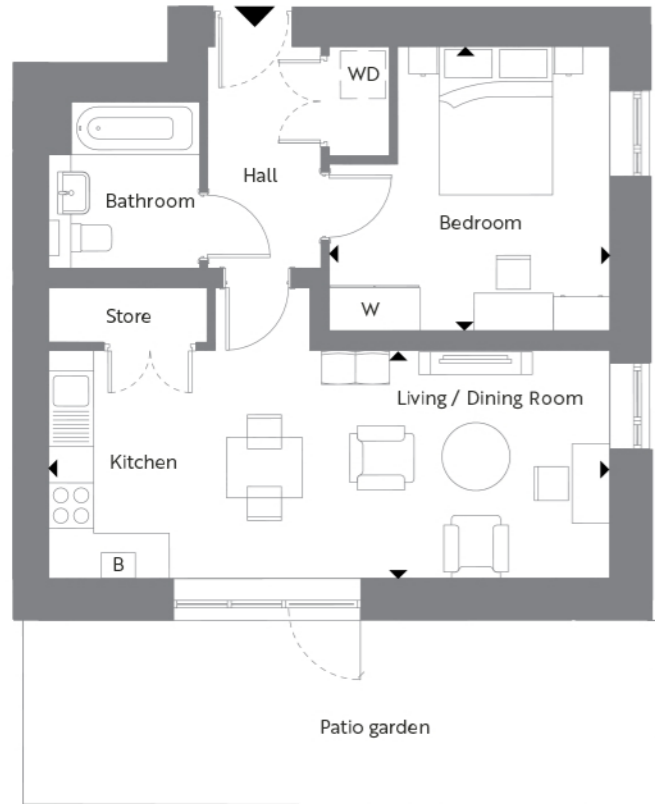 WD
Hall
Bathroom
Bedroom
W
Store
Living / Dining Room
Kitchen
B
Patio garden